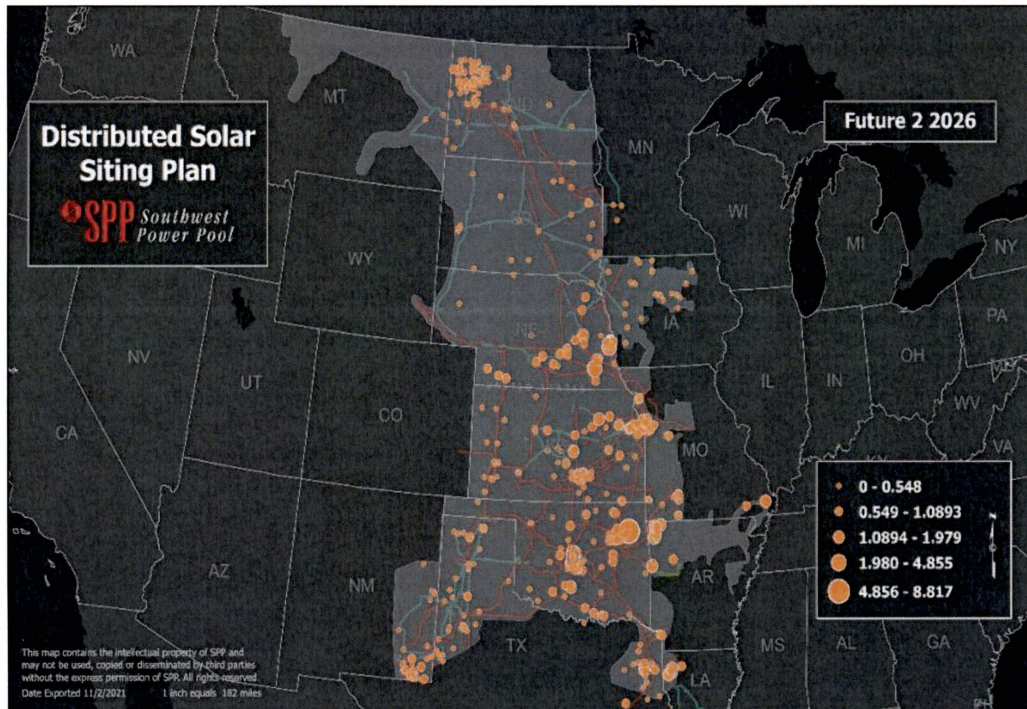 WA
MT
ND
MN
Distributed Solar
Siting Plan
SPP Southwest
Power Pool
Future 2 2026
WI
MI
NY
WY
IA
PA
NE
NV
UT
CO
IL
IN
OH
WV
CA
MO
VA
KY
0 - 0.548
0.549 - 1.0893
1.0894 - 1.979
1.980 - 4.855
4.856 - 8.817
AZ
NM
AR
TX
MS
AL
GA
LA
This map contains the intellectual property of SPP and
may not be used, copied or disseminated by third parties
without the express permission of SPP. All rights reserved.
Date Exported 11/2/2021 1 inch equals 182 miles